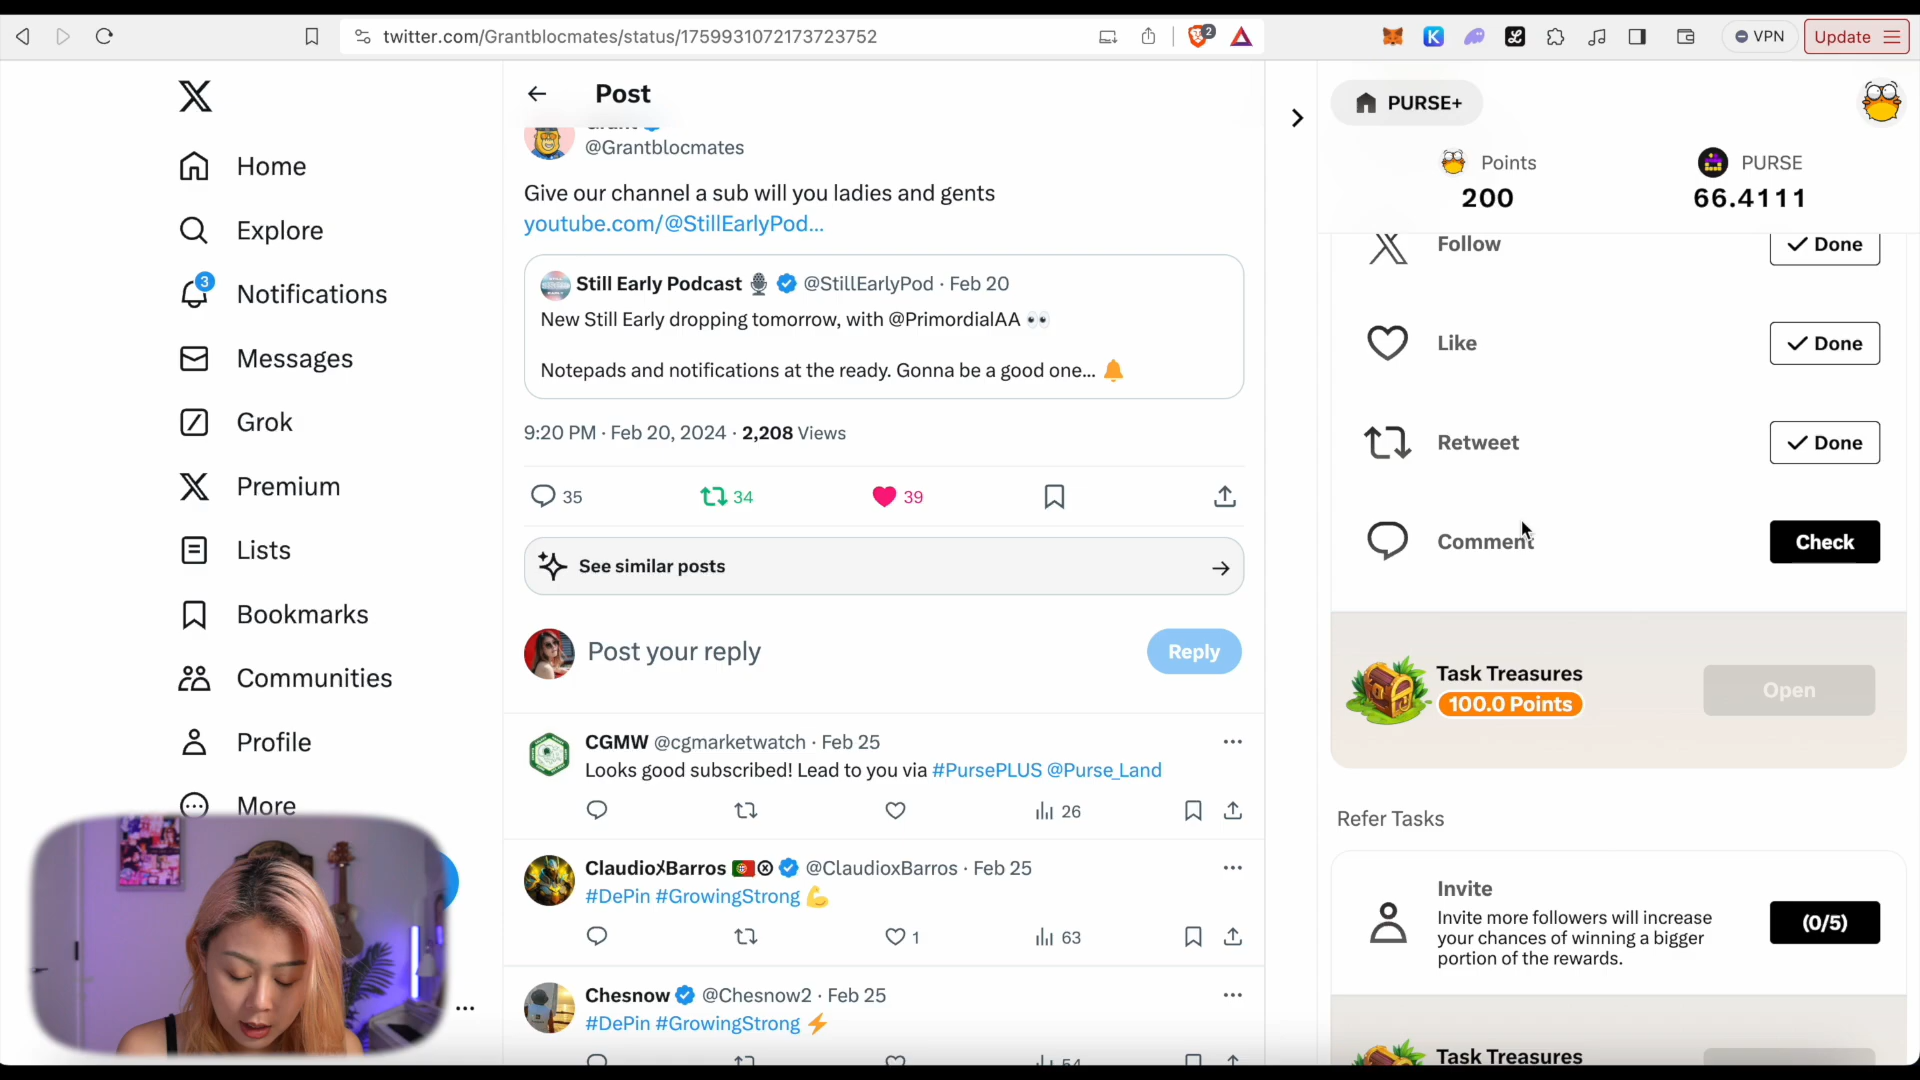 twitter.com/Grantblocmates/status/1759931072173723752
2
VPN
Update
Home
Explore
3
Notifications
Messages
Grok
Premium
Lists
Bookmarks
Communities
Profile
More
Post
@Grantblocmates
Give our channel a sub will you ladies and gents
youtube.com/@StillEarlyPod...
Still Early Podcast 🎙️ @StillEarlyPod · Feb 20
New Still Early dropping tomorrow, with @PrimordialAA 👀
Notepads and notifications at the ready. Gonna be a good one... 🔔
9:20 PM · Feb 20, 2024 · 2,208 Views
35 34 39
See similar posts
Post your reply
Reply
CGMW @cgmarketwatch · Feb 25
Looks good subscribed! Lead to you via #PursePLUS @Purse_Land
26
ClaudioxBarros 🇵🇹 ⓧ @ClaudioxBarros · Feb 25
#DePin #GrowingStrong 💪
1 63
Chesnow @Chesnow2 · Feb 25
#DePin #GrowingStrong ⚡
54
PURSE+
Points
200
PURSE
66.4111
Follow
✓ Done
Like
✓ Done
Retweet
✓ Done
Comment
Check
Task Treasures
100.0 Points
Open
Refer Tasks
Invite
Invite more followers will increase
your chances of winning a bigger
portion of the rewards.
(0/5)
Task Treasures